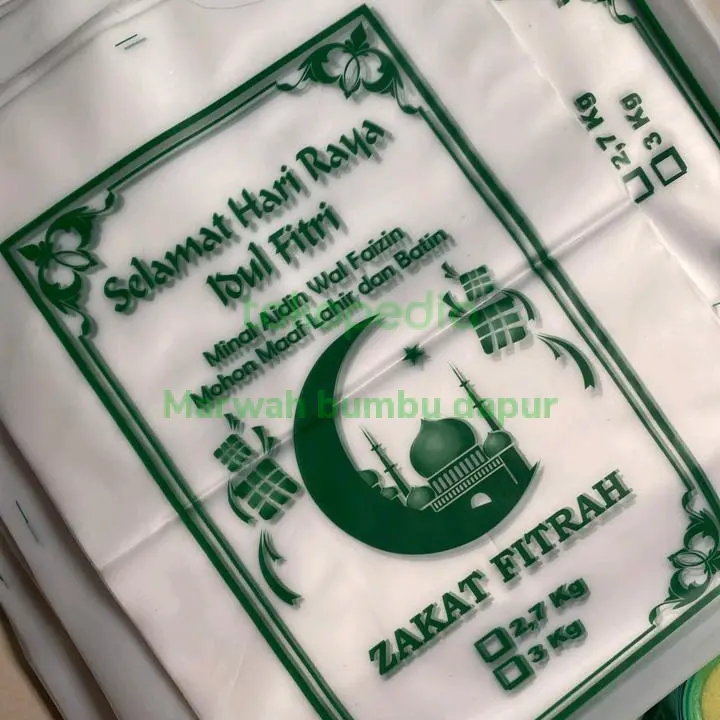 Selamat Hari Raya
Idul Fitri
Minal Aidin Wal Faizin
Mohon Maaf Lahir dan Batin
ZAKAT FITRAH
2,7 Kg
3 Kg
2,7 Kg
3 Kg
tokopedia
Marwah bumbu dapur